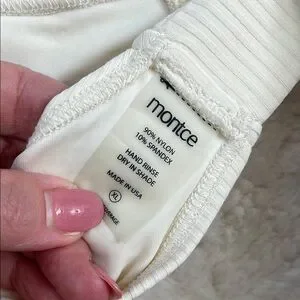 montce
90% NYLON
10% SPANDEX
HAND RINSE
DRY IN SHADE
MADE IN USA
XL